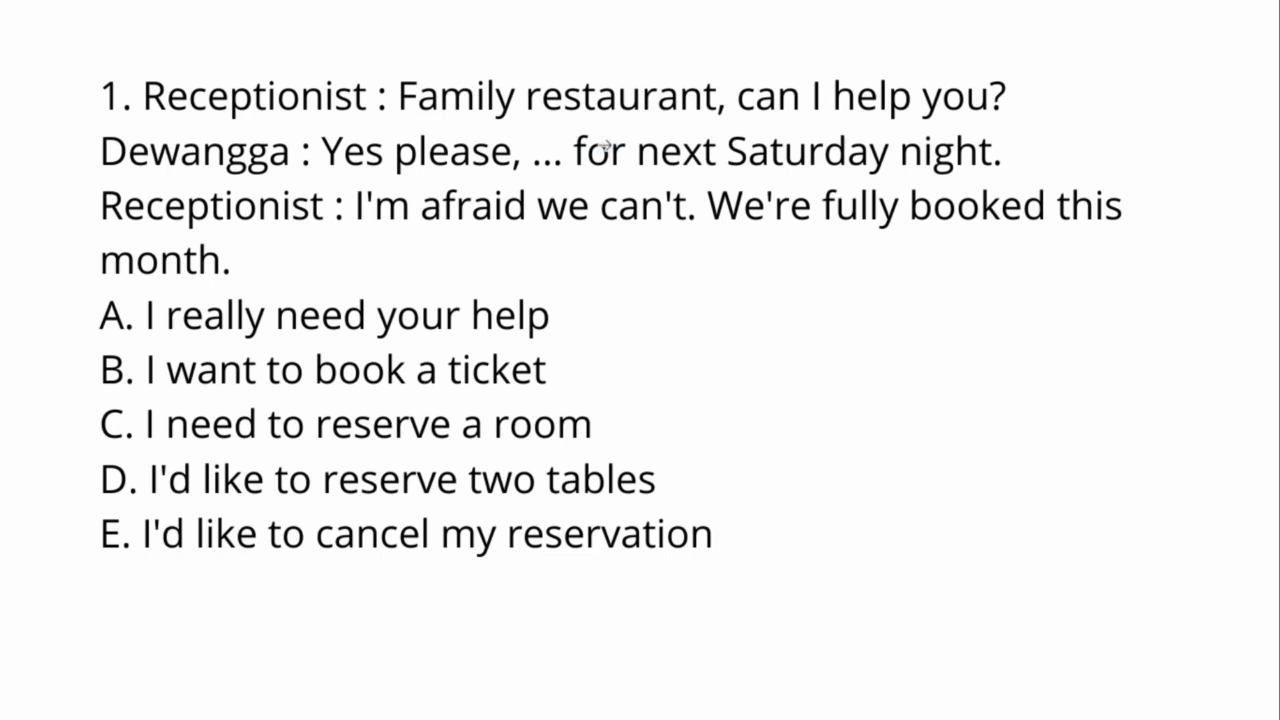 1. Receptionist : Family restaurant, can I help you?
Dewangga : Yes please, ... for next Saturday night.
Receptionist : I'm afraid we can't. We're fully booked this
month.
A. I really need your help
B. I want to book a ticket
C. I need to reserve a room
D. I'd like to reserve two tables
E. I'd like to cancel my reservation